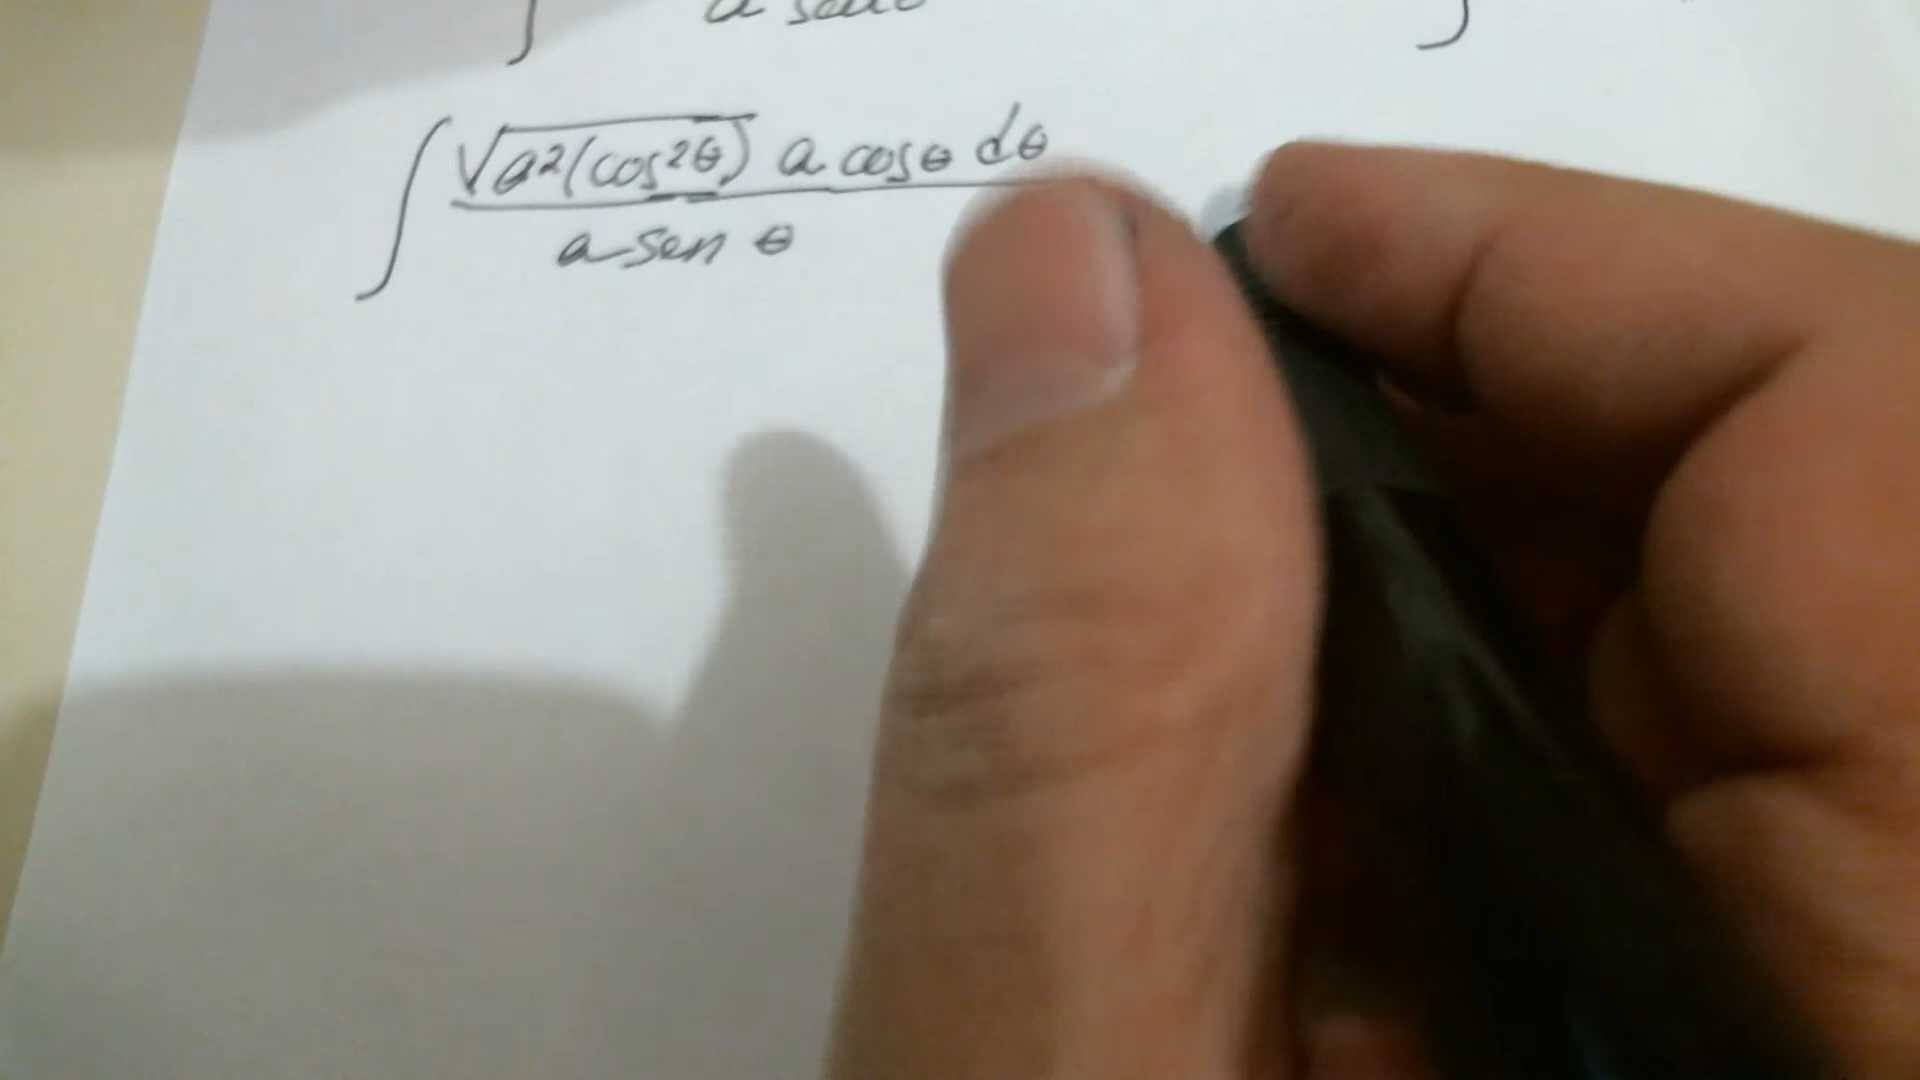 ∫ √a²(cos²θ) a cosθ dθ
a sen θ